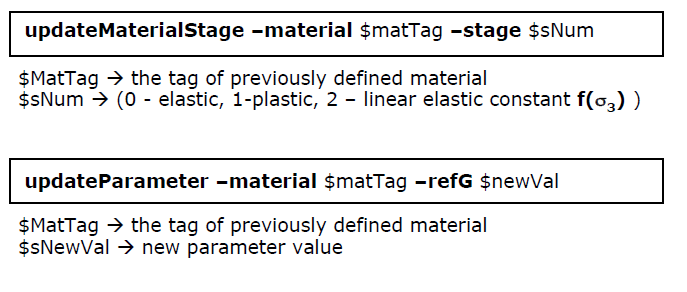 updateMaterialStage –material $matTag –stage $sNum
$MatTag → the tag of previously defined material
$sNum → (0 - elastic, 1-plastic, 2 – linear elastic constant f(σ₃) )
updateParameter –material $matTag –refG $newVal
$MatTag → the tag of previously defined material
$sNewVal → new parameter value